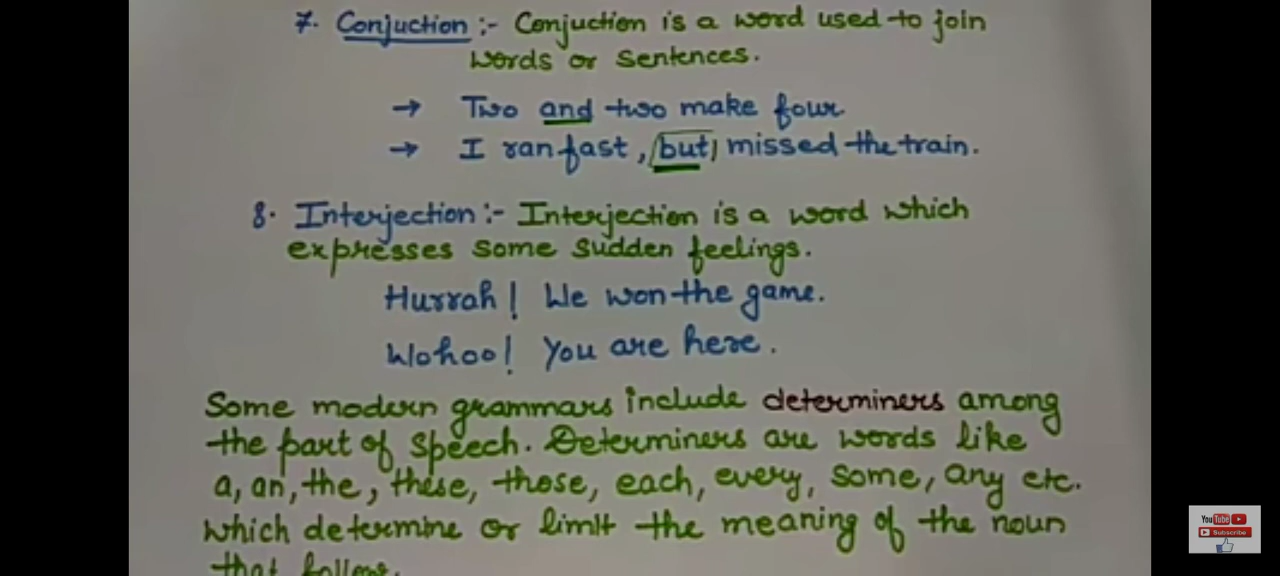 7. Conjuction :- Conjuction is a word used to join
words or sentences.
→ Two and two make four
→ I ran fast, but I missed the train.
8. Interjection :- Interjection is a word which
expresses some sudden feelings.
Hurrah! We won the game.
Wohoo! You are here.
Some modern grammars include determiners among
the part of speech. Determiners are words like
a, an, the, these, those, each, every, some, any etc.
which determine or limit the meaning of the noun
that follows.
YouTube
Subscribe